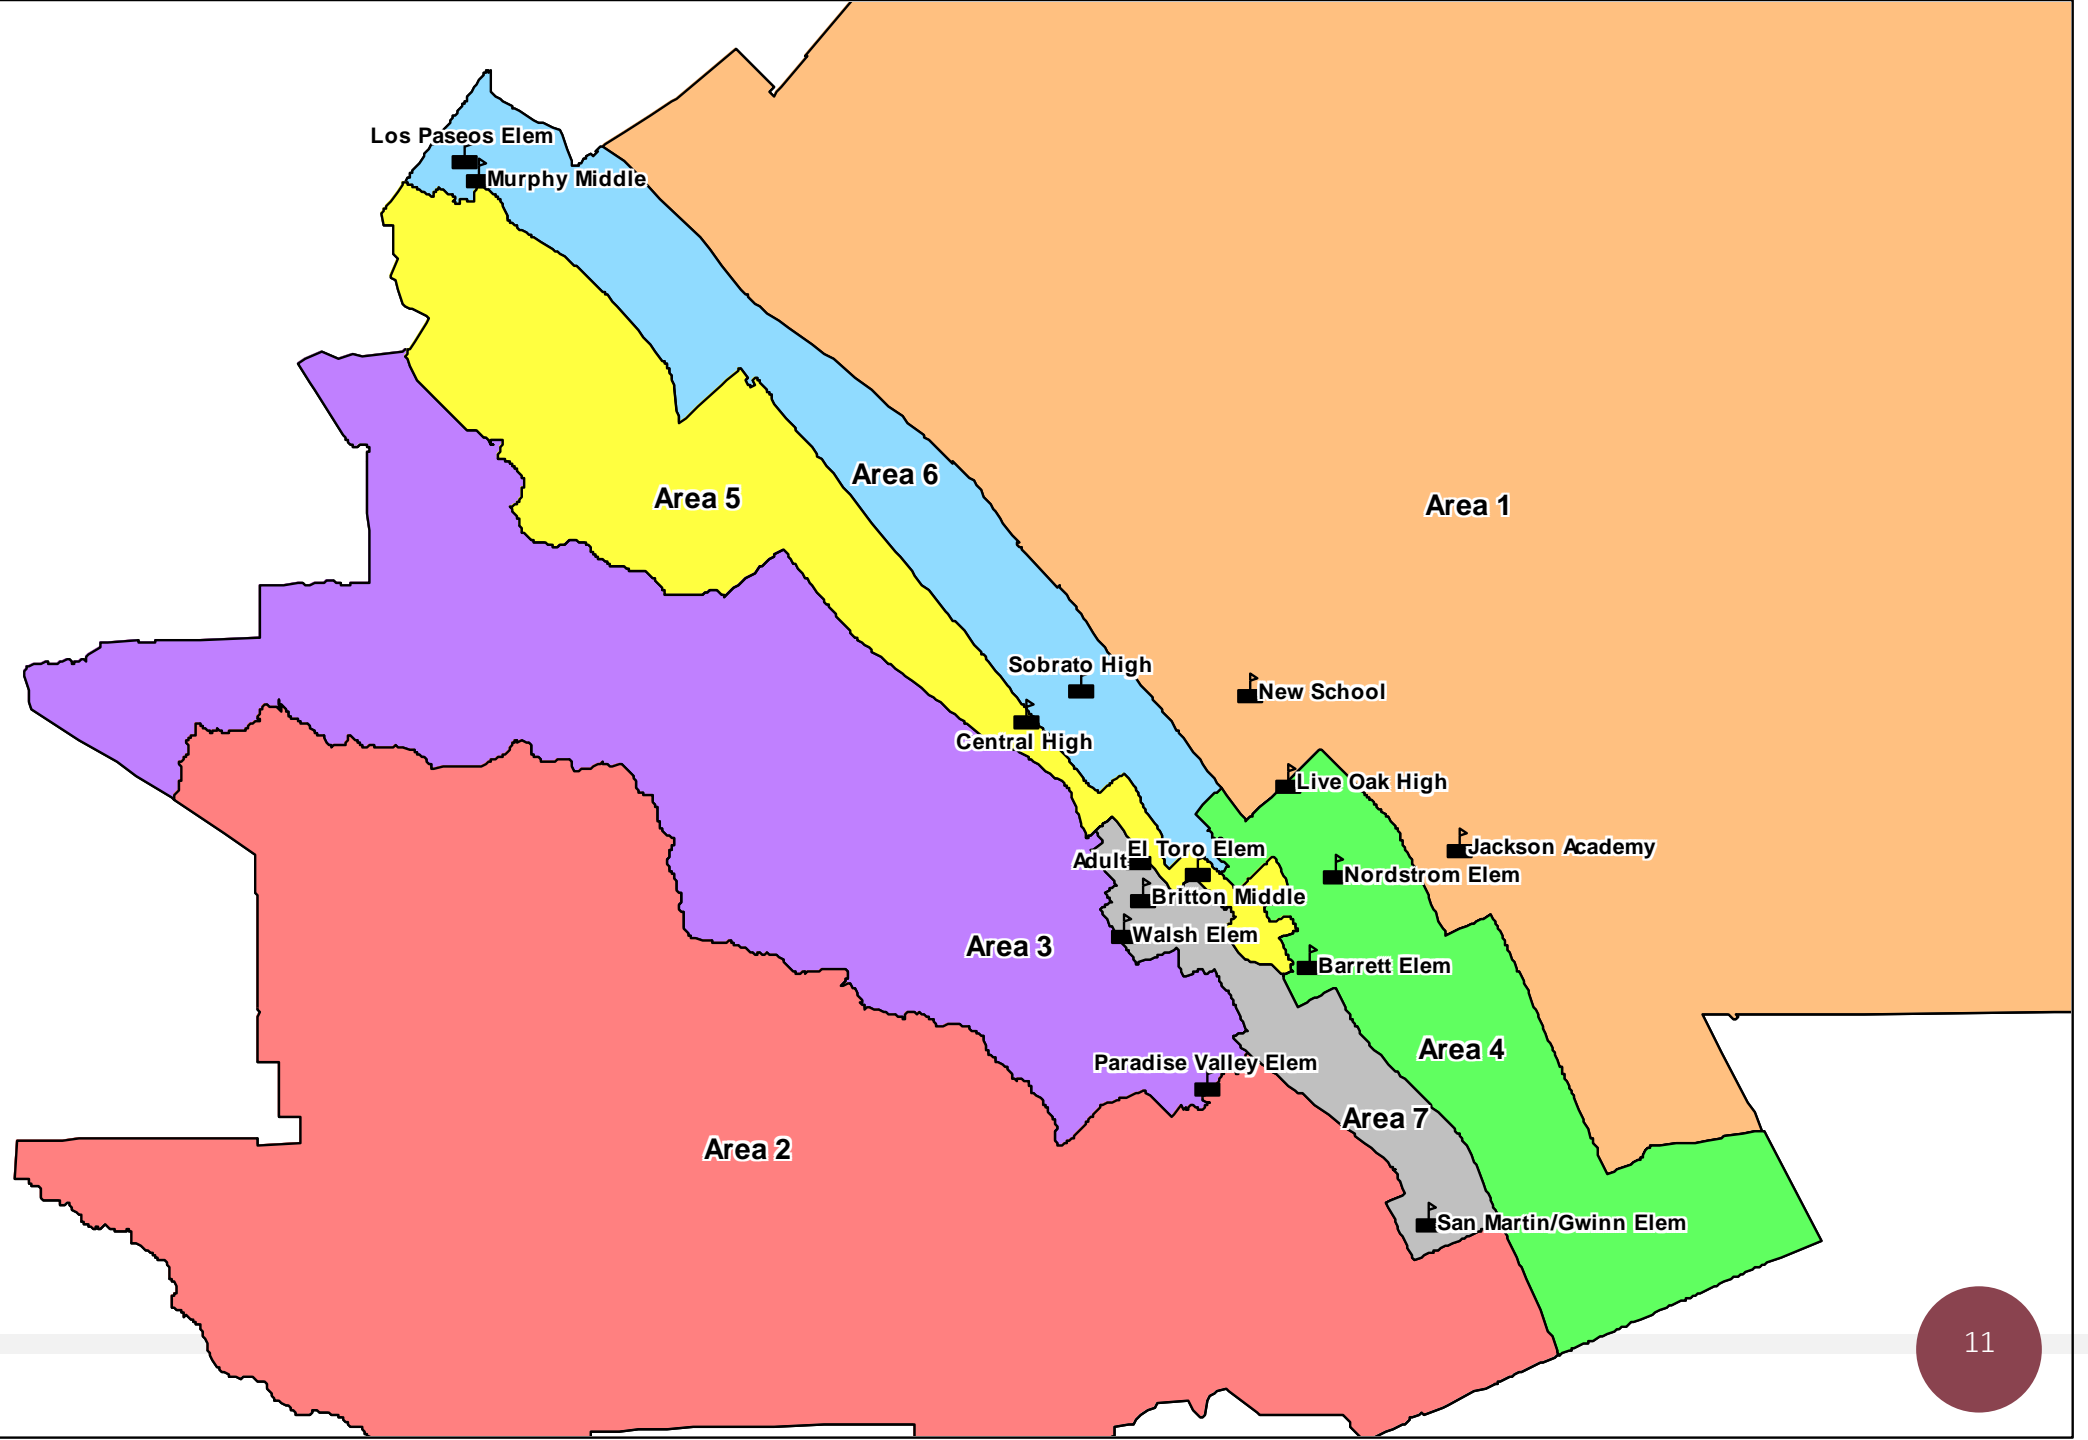 Los Paseos Elem
Murphy Middle
Area 6
Area 5
Area 1
Sobrato High
New School
Central High
Live Oak High
El Toro Elem
Jackson Academy
Adult
Nordstrom Elem
Britton Middle
Walsh Elem
Area 3
Barrett Elem
Area 4
Paradise Valley Elem
Area 7
Area 2
San Martin/Gwinn Elem
11